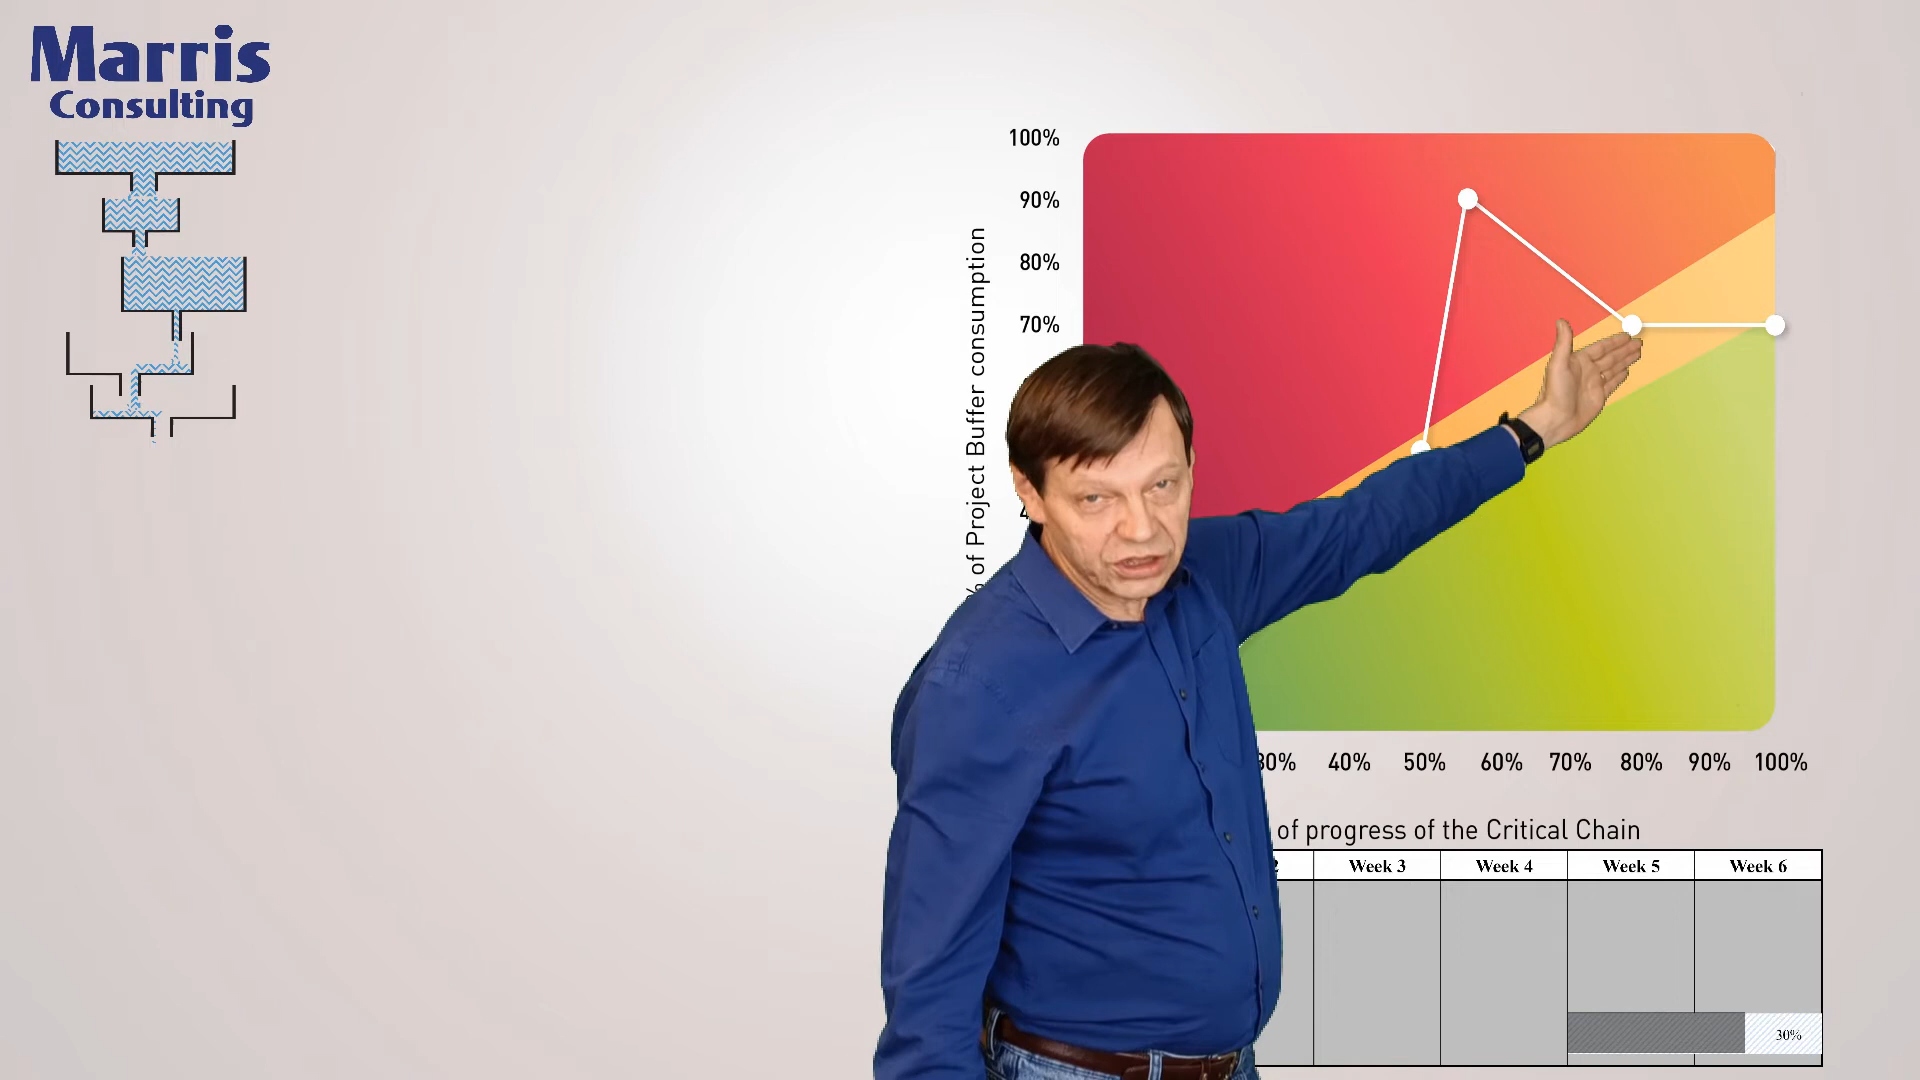 Marris
Consulting
100%
90%
80%
70%
% of Project Buffer consumption
40% 50% 60% 70% 80% 90% 100%
of progress of the Critical Chain
Week 3 Week 4 Week 5 Week 6
30%